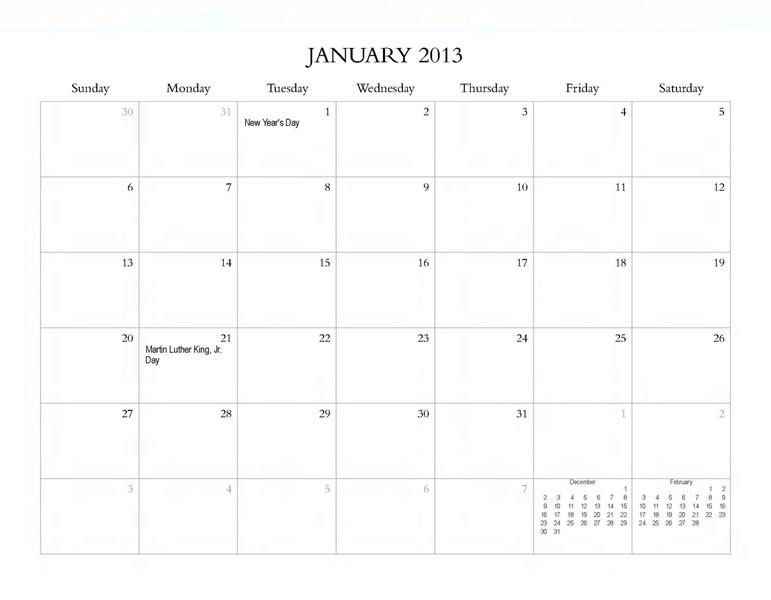 JANUARY 2013
Sunday Monday Tuesday Wednesday Thursday Friday Saturday
30 31 1 2 3 4 5
New Year's Day
6 7 8 9 10 11 12
13 14 15 16 17 18 19
20 21 22 23 24 25 26
Martin Luther King, Jr.
Day
27 28 29 30 31 1 2
3 4 5 6 7
December
1
2 3 4 5 6 7 8
9 10 11 12 13 14 15
16 17 18 19 20 21 22
23 24 25 26 27 28 29
30 31
February
1 2
3 4 5 6 7 8 9
10 11 12 13 14 15 16
17 18 19 20 21 22 23
24 25 26 27 28